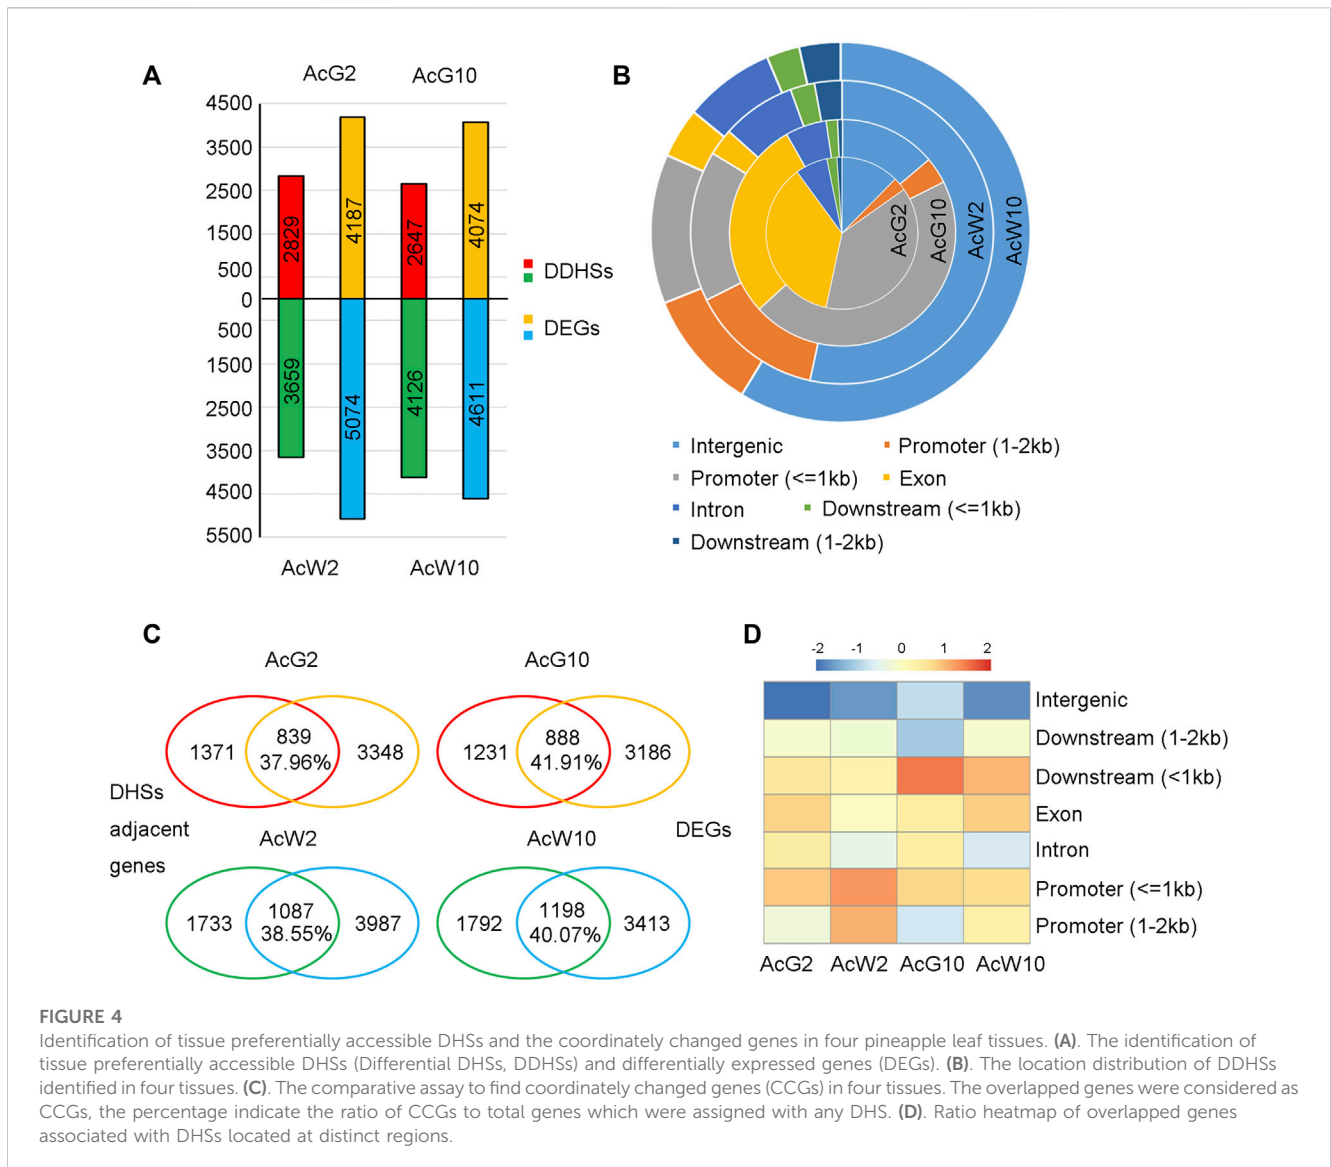 A
AcG2
AcG10
4500
3500
2500
1500
500
0
500
1500
2500
3500
4500
5500
2829
4187
2647
4074
3659
5074
4126
4611
AcW2
AcW10
DDHSs
DEGs
B
AcG2
AcG10
AcW2
AcW10
Intergenic
Promoter (1-2kb)
Promoter (<=1kb)
Exon
Intron
Downstream (<=1kb)
Downstream (1-2kb)
C
AcG2
1371
839
37.96%
3348
AcG10
1231
888
41.91%
3186
DHSs
adjacent
genes
DEGs
AcW2
1733
1087
38.55%
3987
AcW10
1792
1198
40.07%
3413
D
-2 -1 0 1 2
Intergenic
Downstream (1-2kb)
Downstream (<1kb)
Exon
Intron
Promoter (<=1kb)
Promoter (1-2kb)
AcG2 AcW2 AcG10 AcW10
FIGURE 4
Identification of tissue preferentially accessible DHSs and the coordinately changed genes in four pineapple leaf tissues. (A). The identification of
tissue preferentially accessible DHSs (Differential DHSs, DDHSs) and differentially expressed genes (DEGs). (B). The location distribution of DDHSs
identified in four tissues. (C). The comparative assay to find coordinately changed genes (CCGs) in four tissues. The overlapped genes were considered as
CCGs, the percentage indicate the ratio of CCGs to total genes which were assigned with any DHS. (D). Ratio heatmap of overlapped genes
associated with DHSs located at distinct regions.